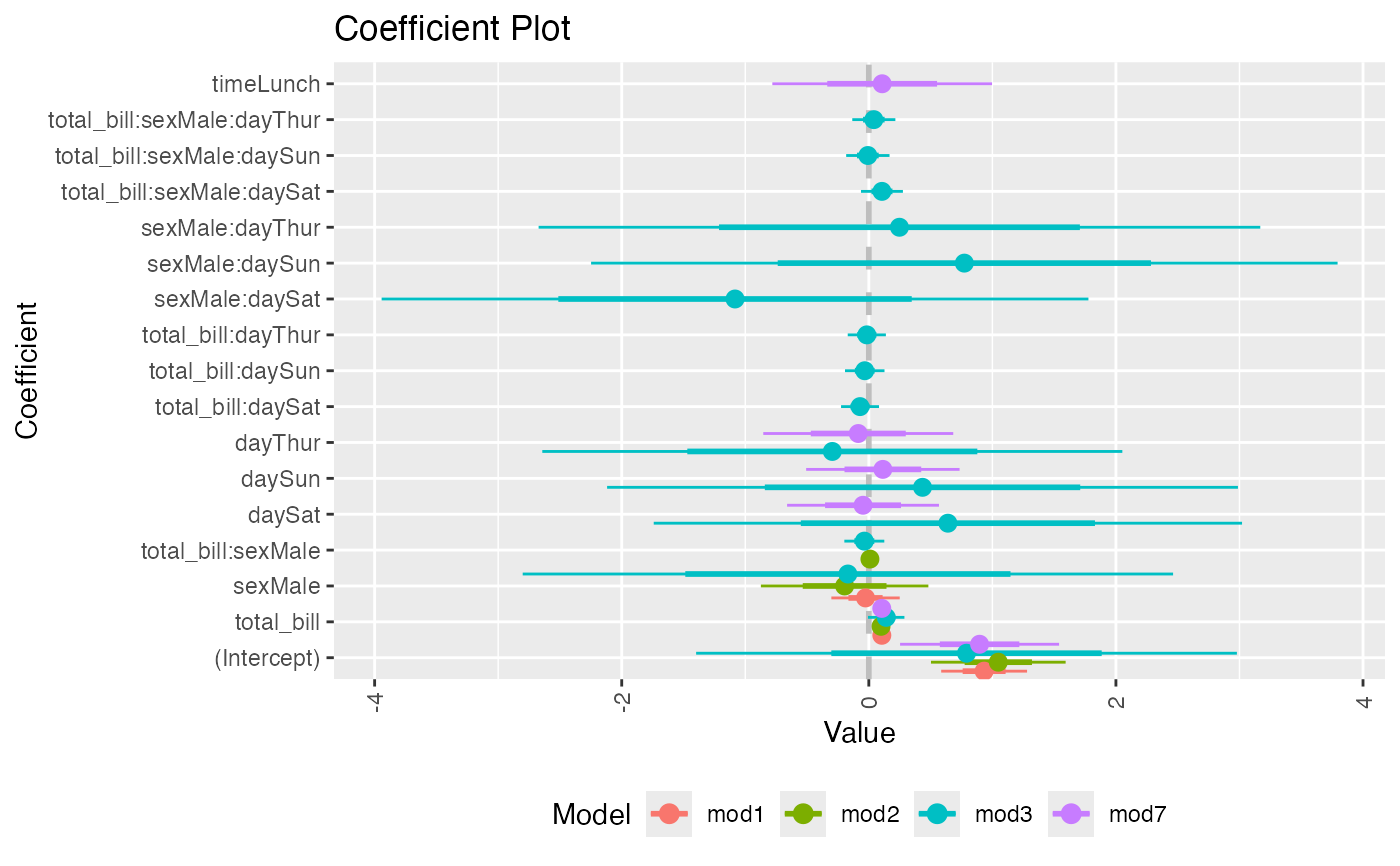 Coefficient Plot
timeLunch
total_bill:sexMale:dayThur
total_bill:sexMale:daySun
total_bill:sexMale:daySat
sexMale:dayThur
sexMale:daySun
sexMale:daySat
total_bill:dayThur
total_bill:daySun
total_bill:daySat
dayThur
daySun
daySat
total_bill:sexMale
sexMale
total_bill
(Intercept)
Coefficient
-4 -2 0 2 4
Value
Model mod1 mod2 mod3 mod7